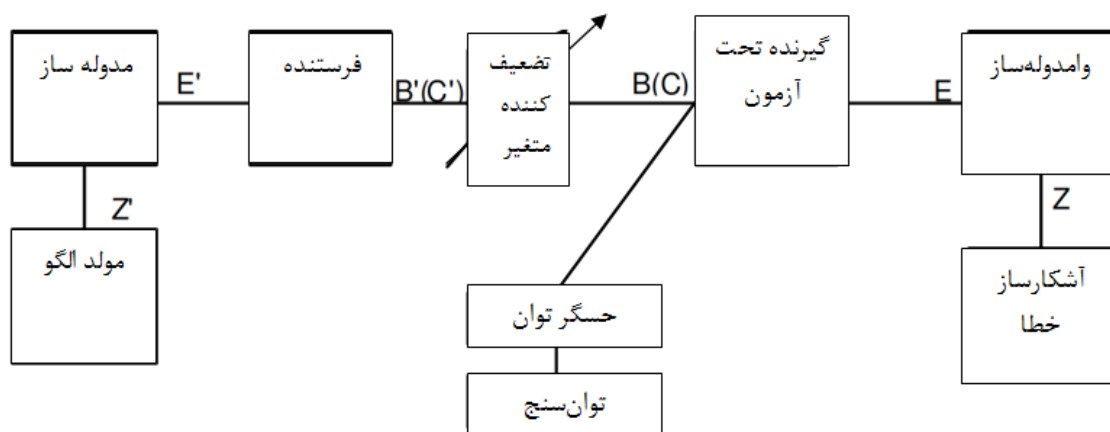 مدوله ساز
E'
فرستنده
B'(C')
تضعیف
کننده
متغیر
B(C)
گیرنده تحت
آزمون
E
وامدوله‌ساز
Z'
مولد الگو
Z
آشکارساز
خطا
حسگر توان
توان‌سنج